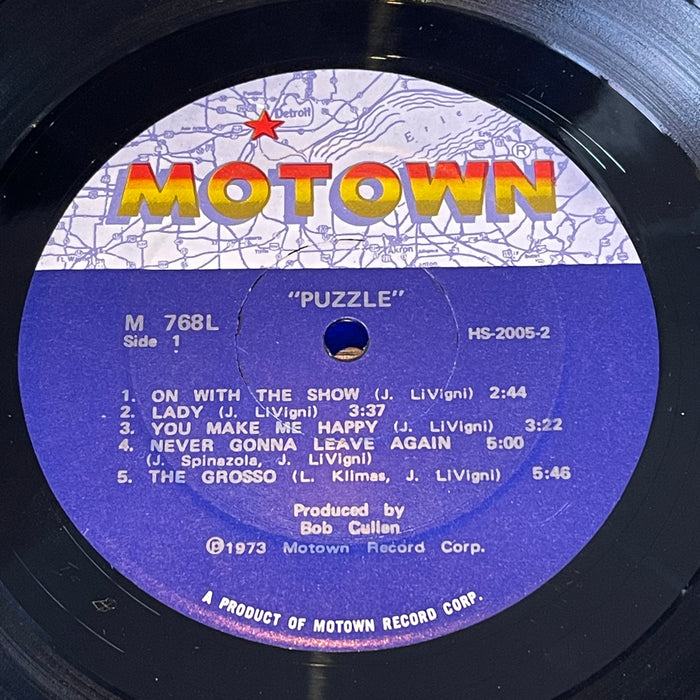 Detroit
Erie
MOTOWN®
Akron
"PUZZLE"
M 768L
HS-2005-2
Side 1
1. ON WITH THE SHOW (J. LiVigni) 2:44
2. LADY (J. LiVigni) 3:37
3. YOU MAKE ME HAPPY (J. LiVigni) 3:22
4. NEVER GONNA LEAVE AGAIN 5:00
(J. Spinazola, J. LiVigni)
5. THE GROSSO (L. Klimas, J. LiVigni) 5:46
Produced by
Bob Cullen
℗1973 Motown Record Corp.
A PRODUCT OF MOTOWN RECORD CORP.